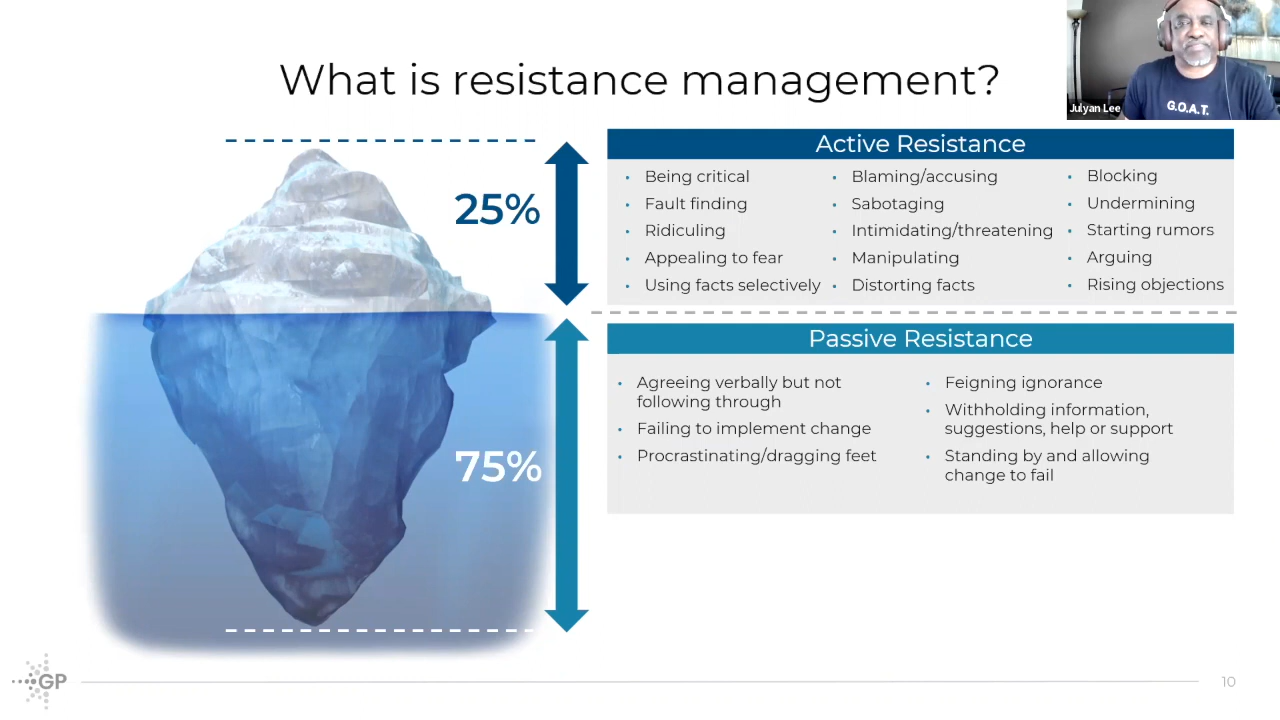 What is resistance management?
Julyan Lee
G.O.A.T.
25%
Active Resistance
Being critical
Fault finding
Ridiculing
Appealing to fear
Using facts selectively
Blaming/accusing
Sabotaging
Intimidating/threatening
Manipulating
Distorting facts
Blocking
Undermining
Starting rumors
Arguing
Rising objections
75%
Passive Resistance
Agreeing verbally but not
following through
Failing to implement change
Procrastinating/dragging feet
Feigning ignorance
Withholding information,
suggestions, help or support
Standing by and allowing
change to fail
GP
10